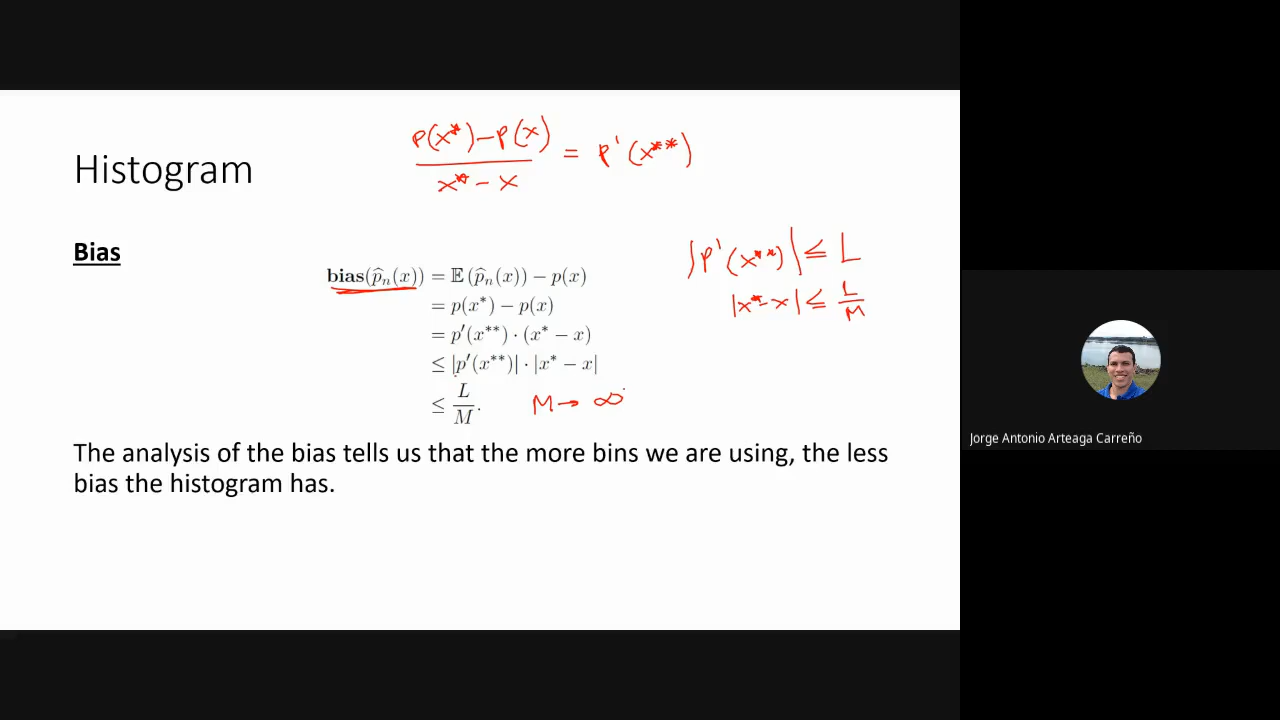 p(x*) – p(x) / x* – x = p'(x**)
Histogram
Bias
|p'(x**)| ≤ L
|x* – x| ≤ L/M
bias(p̂ₙ(x)) = 𝔼(p̂ₙ(x)) − p(x)
= p(x*) − p(x)
= p′(x**) · (x* − x)
≤ |p′(x**)| · |x* − x|
≤ L/M.
M → ∞
The analysis of the bias tells us that the more bins we are using, the less
bias the histogram has.
Jorge Antonio Arteaga Carreño